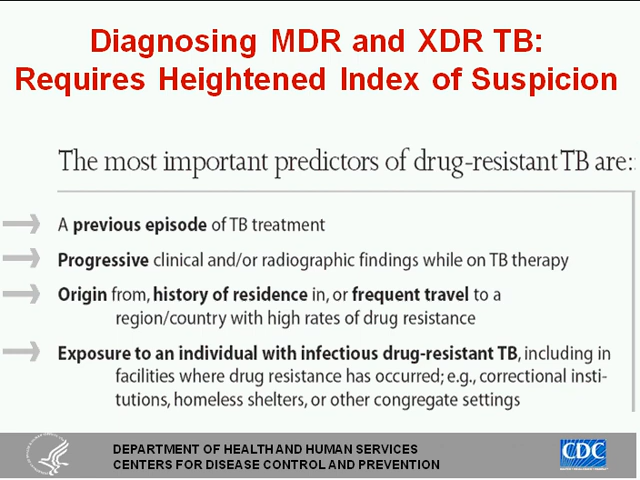 Diagnosing MDR and XDR TB:
Requires Heightened Index of Suspicion
The most important predictors of drug-resistant TB are:
A previous episode of TB treatment
Progressive clinical and/or radiographic findings while on TB therapy
Origin from, history of residence in, or frequent travel to a
region/country with high rates of drug resistance
Exposure to an individual with infectious drug-resistant TB, including in
facilities where drug resistance has occurred; e.g., correctional insti-
tutions, homeless shelters, or other congregate settings
DEPARTMENT OF HEALTH AND HUMAN SERVICES
CENTERS FOR DISEASE CONTROL AND PREVENTION
CDC